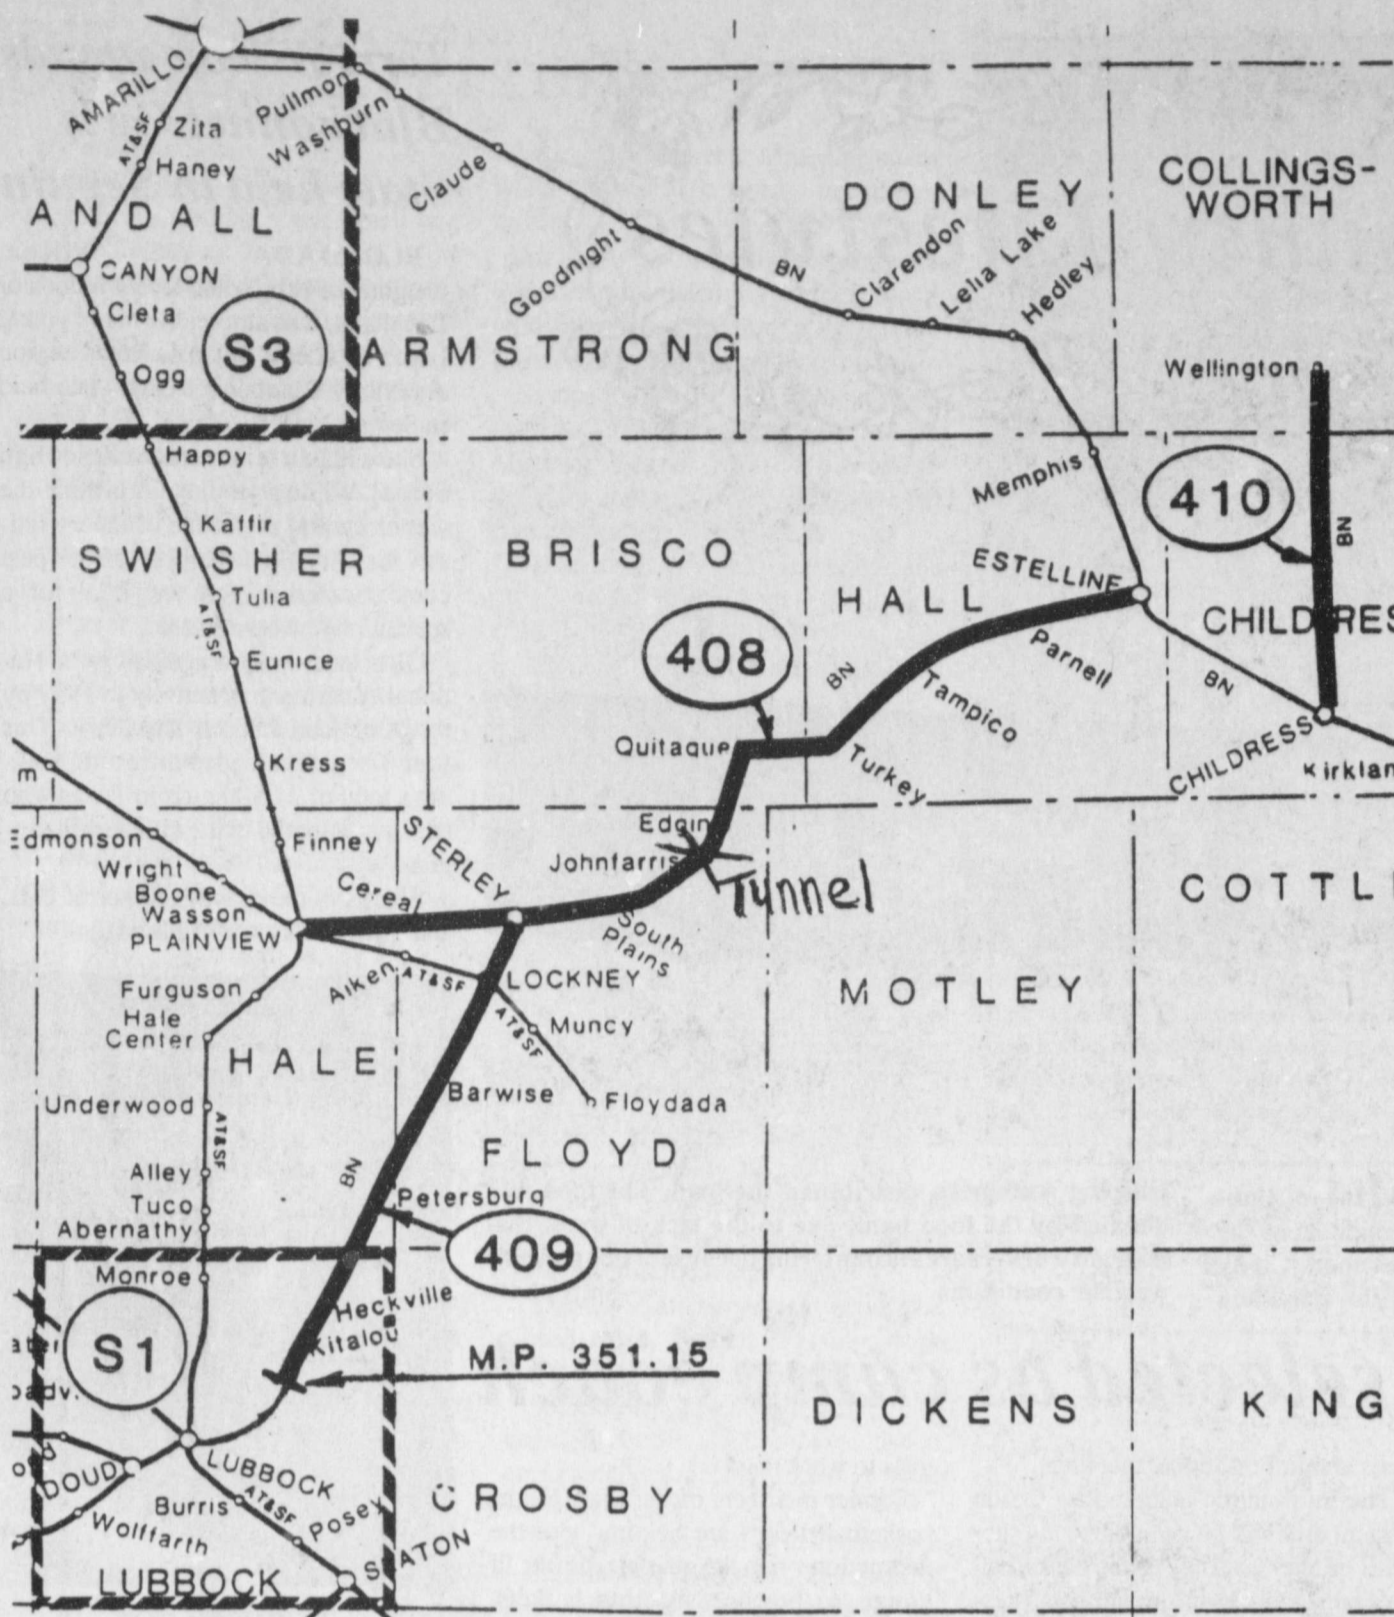 AMARILLO
Pullmon
Washburn
AT&SF
Zita
Haney
Claude
ANDALL
CANYON
Cleta
Ogg
S3
ARMSTRONG
Goodnight
BN
DONLEY
Clarendon
Lelia Lake
Hedley
COLLINGS-
WORTH
Wellington
Happy
Kaffir
SWISHER
Tulia
AT&SF
Eunice
Kress
BRISCO
Memphis
410
BN
ESTELLINE
HALL
CHILDRES
408
BN
Parnell
Tampico
Turkey
Quitaque
BN
CHILDRESS
Kirklan
m
Edmonson
Wright
Boone
Wasson
PLAINVIEW
Finney
Cereal
STERLEY
Edgin
Johnfarris
Tunnel
South
Plains
COTTL
MOTLEY
Aiken
AT&SF
LOCKNEY
AT&SF
Muncy
Floydada
Furguson
Hale
Center
HALE
Underwood
AT&SF
Barwise
FLOYD
Alley
Tuco
Abernathy
BN
Petersburg
409
Monroe
S1
Heckville
Kitalou
M.P. 351.15
DICKENS
KING
ater
oadv.
ord
DOUD
LUBBOCK
Burris
AT&SF
Posey
Wolffarth
SLATON
LUBBOCK
CROSBY